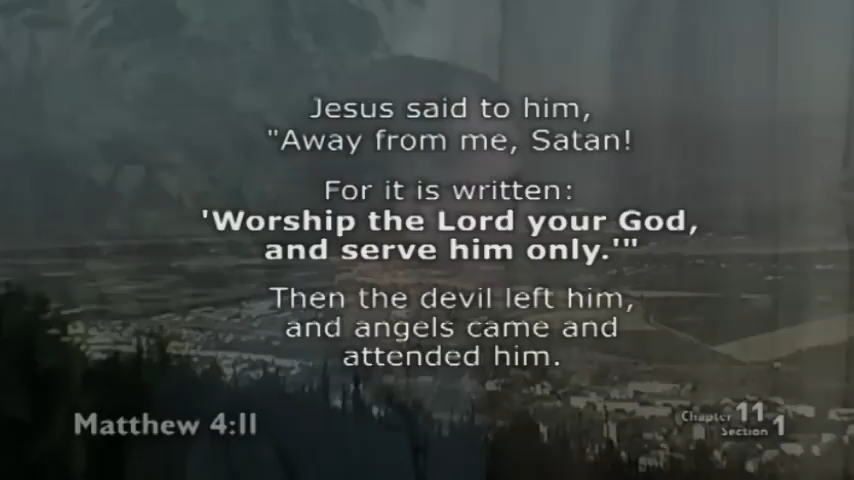 Jesus said to him,
"Away from me, Satan!
For it is written:
'Worship the Lord your God,
and serve him only.'"
Then the devil left him,
and angels came and
attended him.
Matthew 4:11
Chapter 11
Section 1